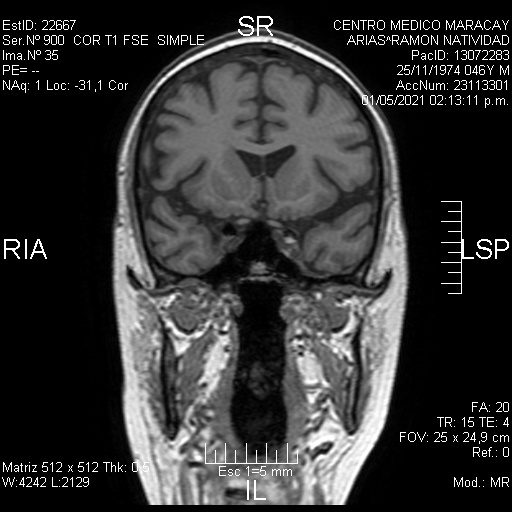 EstID: 22667
Ser.Nº 900 COR T1 FSE SIMPLE
Ima.Nº 35
PE= --
NAq: 1 Loc: -31,1 Cor
SR
CENTRO MEDICO MARACAY
ARIAS^RAMON NATIVIDAD
PacID: 13072283
25/11/1974 046Y M
AccNum: 23113301
01/05/2021 02:13:11 p.m.
RIA
LSP
FA: 20
TR: 15 TE: 4
FOV: 25 x 24,9 cm
Ref.: 0
Mod.: MR
Matriz 512 x 512 Thk: 0,5
W:4242 L:2129
Esc 1=5 mm
IL